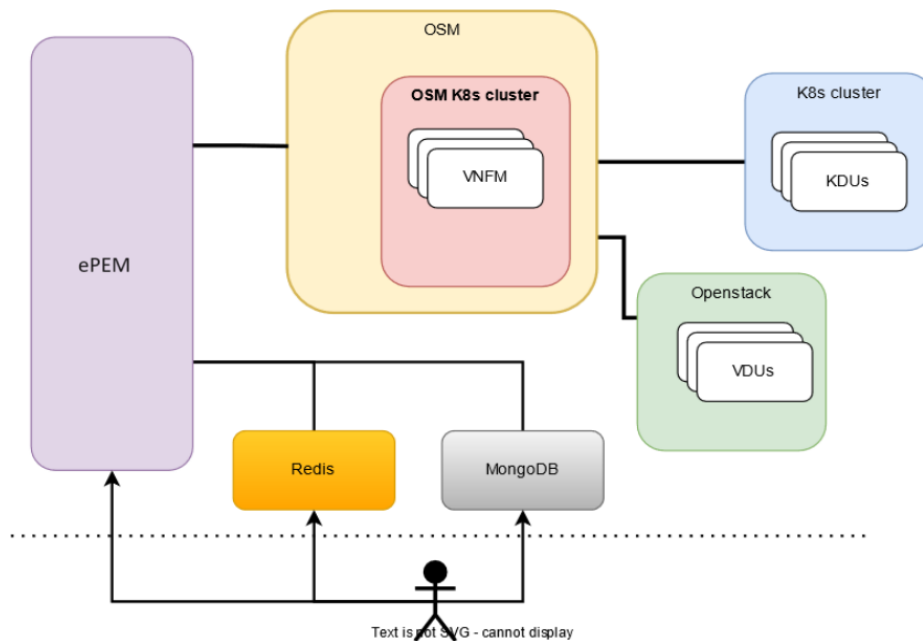 OSM
OSM K8s cluster
VNFM
K8s cluster
KDUs
ePEM
Openstack
VDUs
Redis
MongoDB
Text is not SVG - cannot display